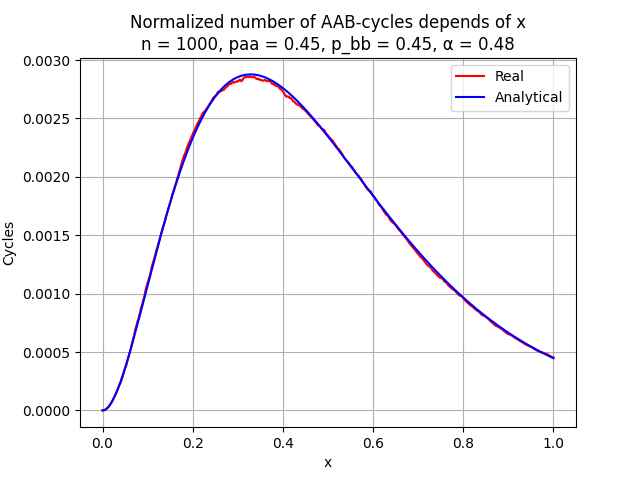 Normalized number of AAB-cycles depends of x
n = 1000, paa = 0.45, p_bb = 0.45, α = 0.48
Real
Analytical
0.0030
0.0025
0.0020
0.0015
0.0010
0.0005
0.0000
Cycles
0.0 0.2 0.4 0.6 0.8 1.0
x